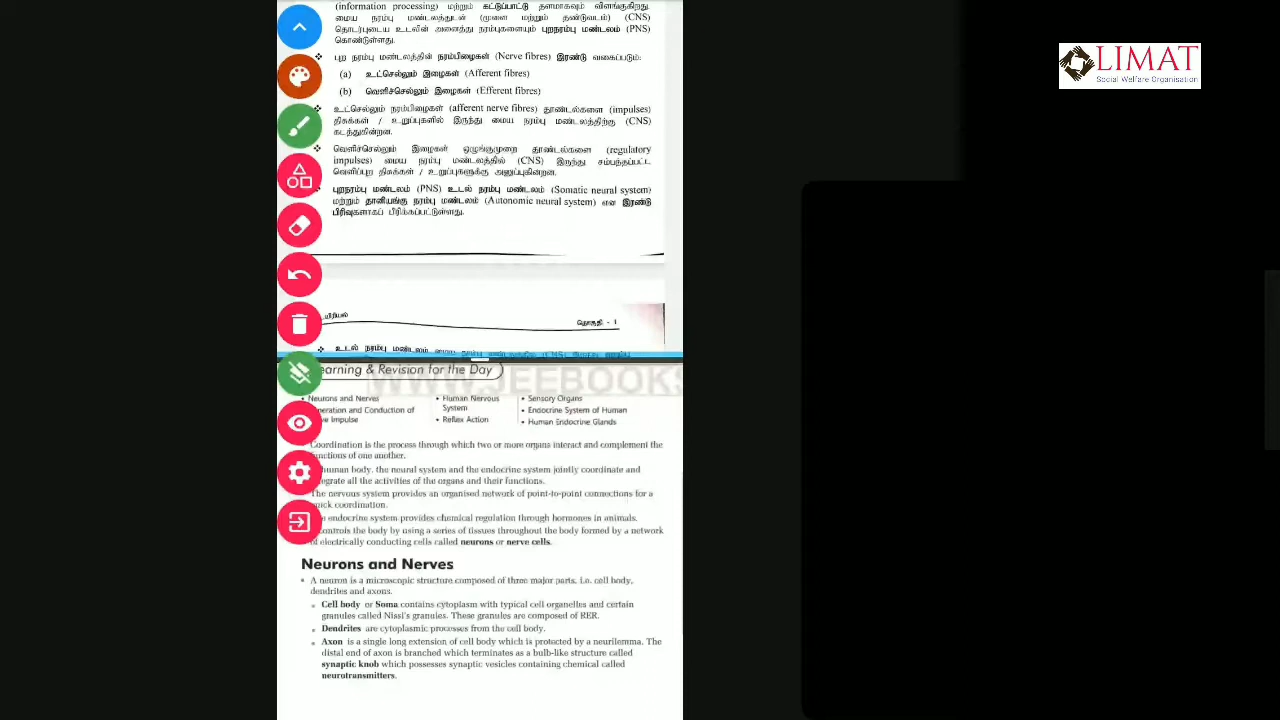 (information processing) மற்றும் கட்டுப்பாட்டு தளமாகவும் விளங்குகிறது.
மைய நரம்பு மண்டலத்துடன் (மூளை மற்றும் தண்டுவடம்) (CNS)
தொடர்புடைய உடலின் அனைத்து நரம்புகளையும் புறநரம்பு மண்டலம் (PNS)
கொண்டுள்ளது.
❖ புற நரம்பு மண்டலத்தின் நரம்பிழைகள் (Nerve fibres) இரண்டு வகைப்படும்:
(a) உட்செல்லும் இழைகள் (Afferent fibres)
(b) வெளிச்செல்லும் இழைகள் (Efferent fibres)
உட்செல்லும் நரம்பிழைகள் (afferent nerve fibres) தூண்டல்களை (impulses)
திசுக்கள் / உறுப்புகளில் இருந்து மைய நரம்பு மண்டலத்திற்கு (CNS)
கடத்துகின்றன.
வெளிச்செல்லும் இழைகள் ஒழுங்குமுறை தூண்டல்களை (regulatory
impulses) மைய நரம்பு மண்டலத்தில் (CNS) இருந்து சம்பந்தப்பட்ட
வெளிப்புற திசுக்கள் / உறுப்புகளுக்கு அனுப்புகின்றன.
புறநரம்பு மண்டலம் (PNS) உடல் நரம்பு மண்டலம் (Somatic neural system)
மற்றும் தானியங்கு நரம்பு மண்டலம் (Autonomic neural system) என இரண்டு
பிரிவுகளாகப் பிரிக்கப்பட்டுள்ளது.
தொகுதி - 1
❖ உடல் நரம்பு மண்டலம்
earning & Revision for the Day
WWW.JEEBOOKS
• Neurons and Nerves
eneration and Conduction of
e Impulse
• Human Nervous
System
• Reflex Action
• Sensory Organs
• Endocrine System of Human
• Human Endocrine Glands
Coordination is the process through which two or more organs interact and complement the
functions of one another.
human body, the neural system and the endocrine system jointly coordinate and
egrate all the activities of the organs and their functions.
The nervous system provides an organised network of point-to-point connections for a
uick coordination.
e endocrine system provides chemical regulation through hormones in animals.
controls the body by using a series of tissues throughout the body formed by a network
of electrically conducting cells called neurons or nerve cells.
Neurons and Nerves
• A neuron is a microscopic structure composed of three major parts, i.e. cell body,
dendrites and axons.
Cell body or Soma contains cytoplasm with typical cell organelles and certain
granules called Nissl's granules. These granules are composed of RER.
Dendrites are cytoplasmic processes from the cell body.
Axon is a single long extension of cell body which is protected by a neurilemma. The
distal end of axon is branched which terminates as a bulb-like structure called
synaptic knob which possesses synaptic vesicles containing chemical called
neurotransmitters.
LIMAT
Social Welfare Organisation